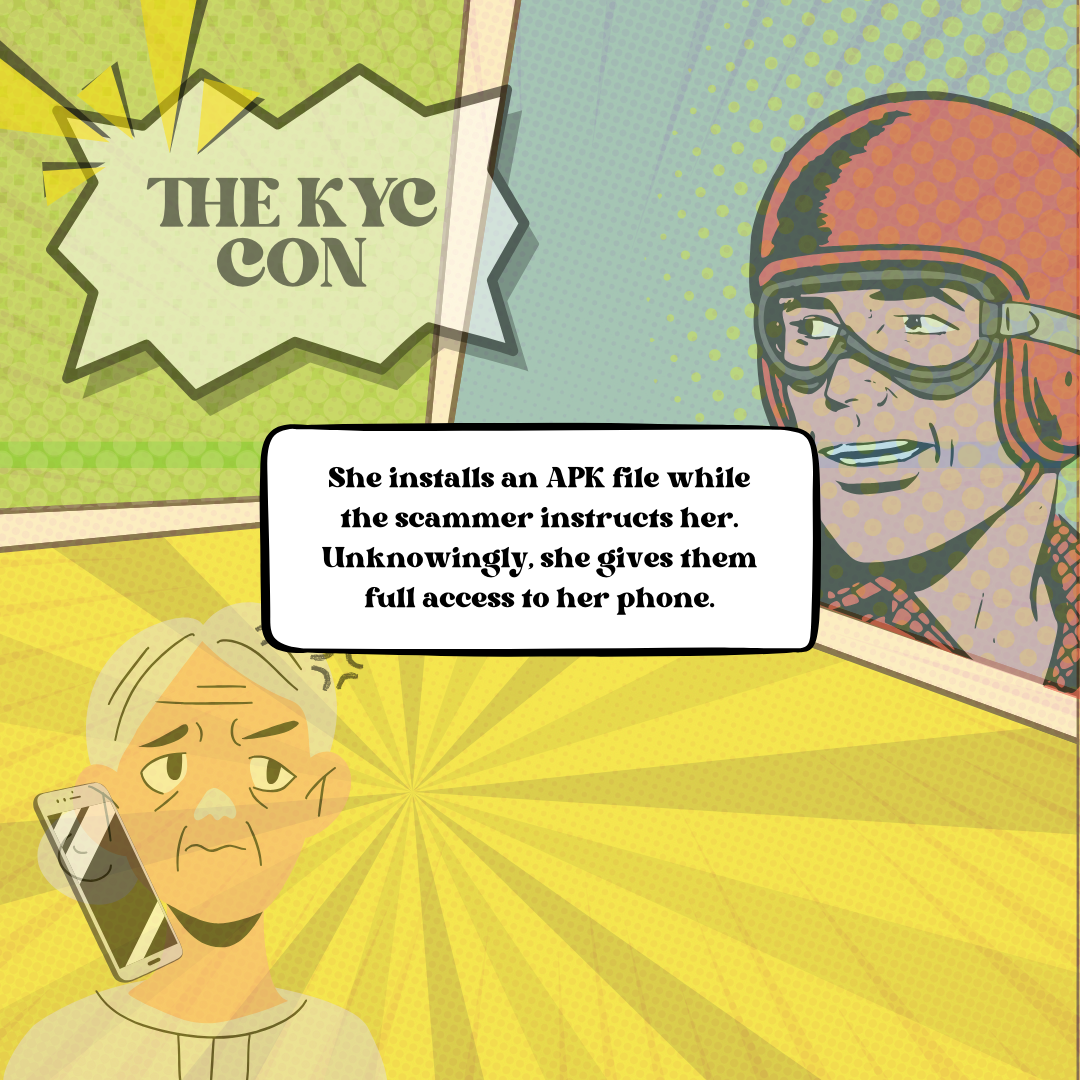 THE KYC
CON
She installs an APK file while
the scammer instructs her.
Unknowingly, she gives them
full access to her phone.